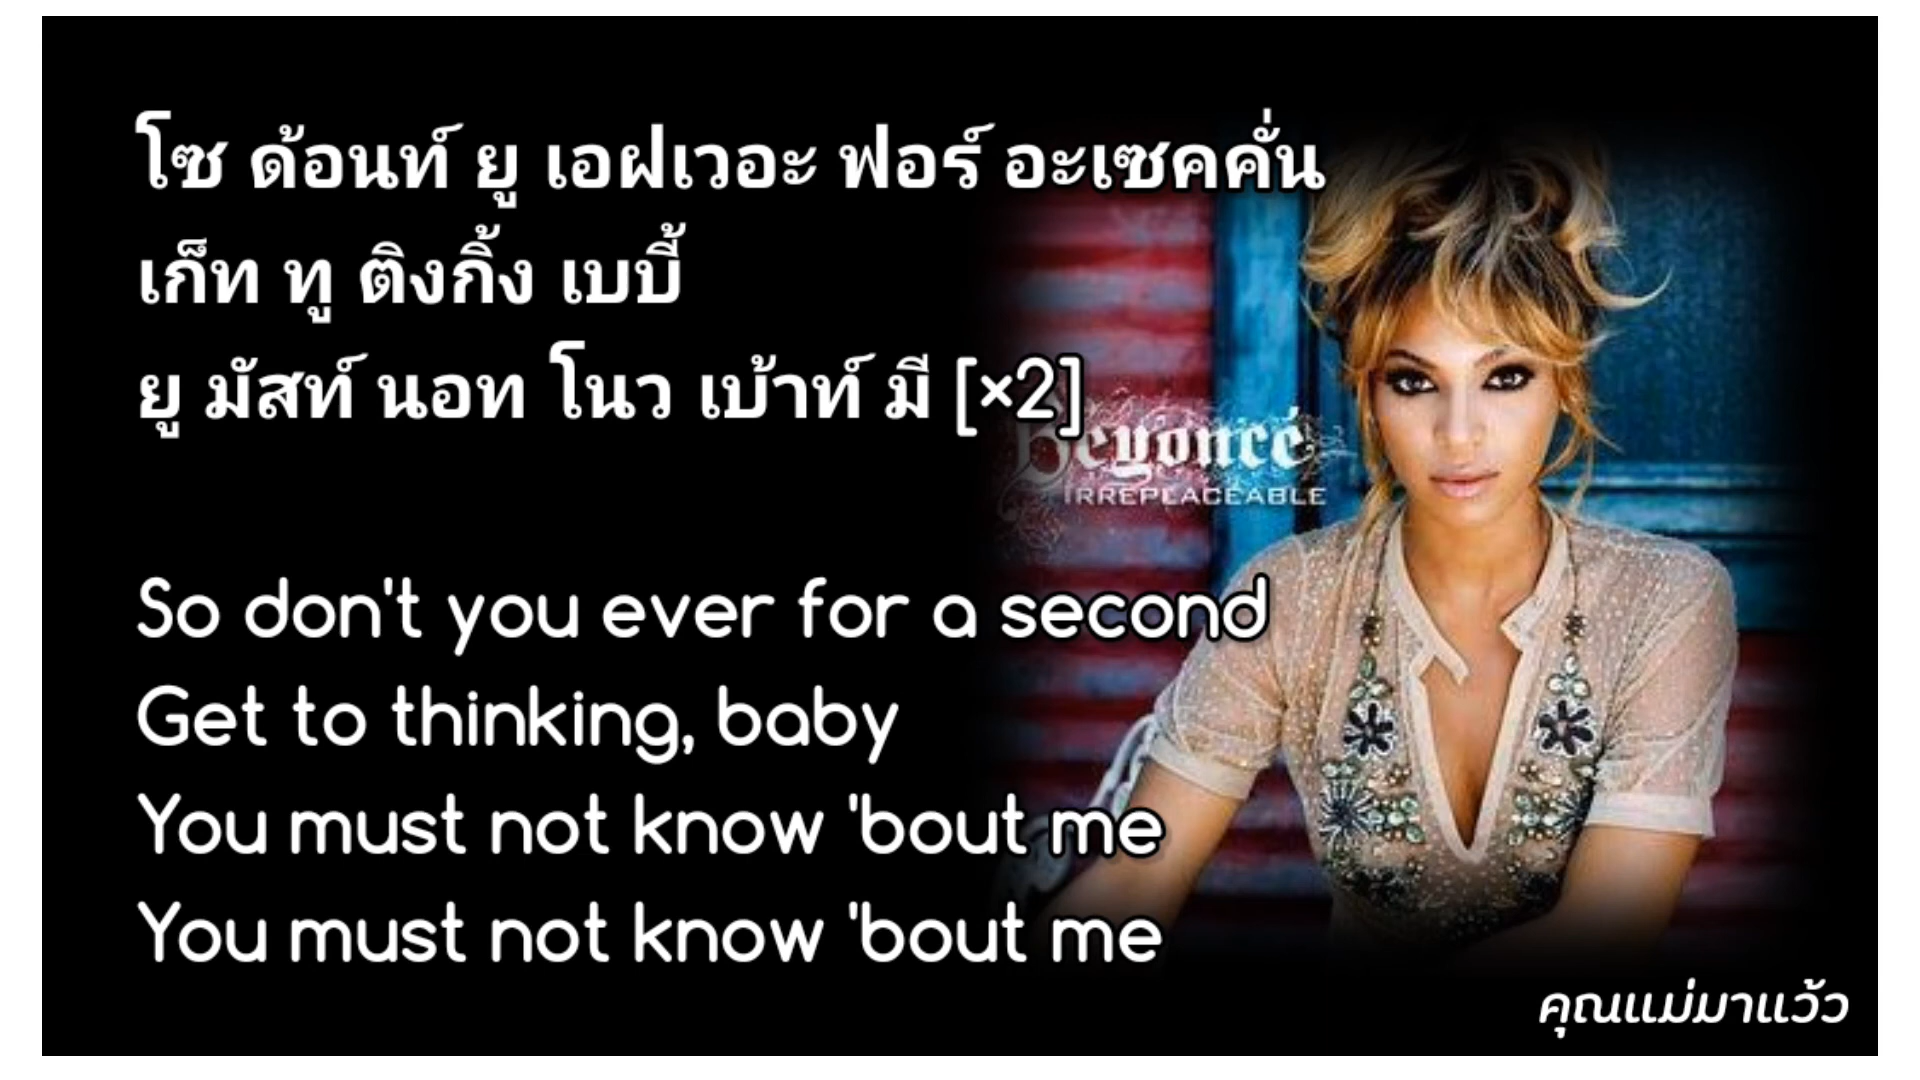 โซ ด้อนท์ ยู เอฝเวอะ ฟอร์ อะเซคคั่น
เก็ท ทู ติงกิ้ง เบบี้
ยู มัสท์ นอท โนว เบ้าท์ มี [×2]
Beyoncé
IRREPLACEABLE
So don't you ever for a second
Get to thinking, baby
You must not know 'bout me
You must not know 'bout me
คุณแม่มาแว้ว